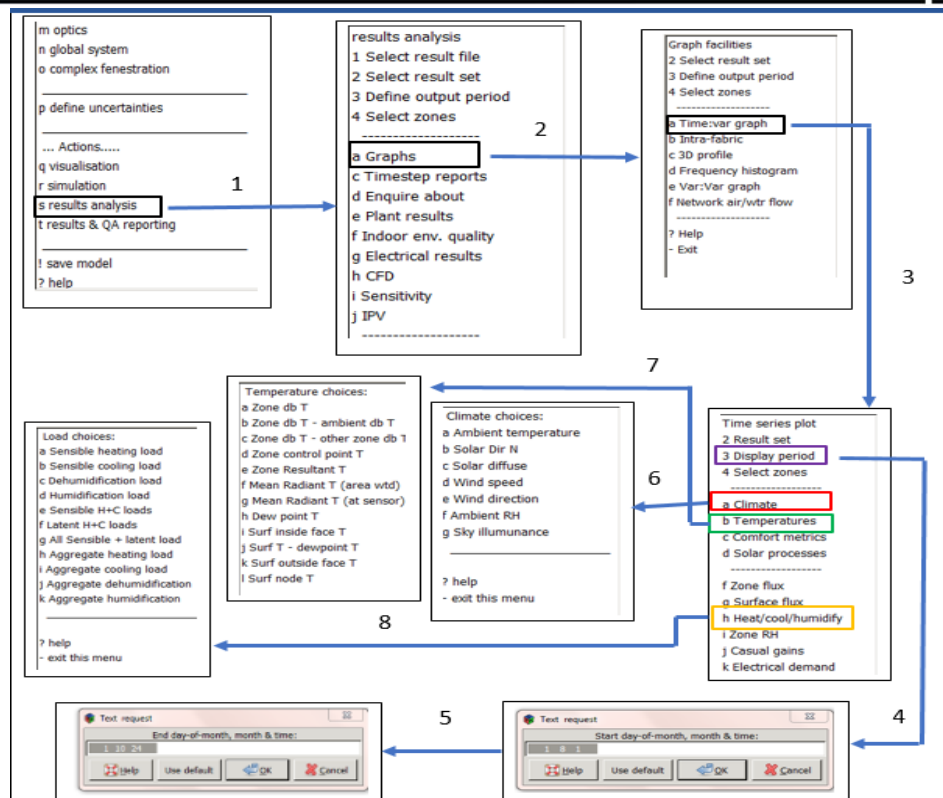 m optics
n global system
o complex fenestration
p define uncertainties
... Actions.....
q visualisation
r simulation
s results analysis
t results & QA reporting
! save model
? help
1
results analysis
1 Select result file
2 Select result set
3 Define output period
4 Select zones
a Graphs
c Timestep reports
d Enquire about
e Plant results
f Indoor env. quality
g Electrical results
h CFD
i Sensitivity
j IPV
2
Graph facilities
2 Select result set
3 Define output period
4 Select zones
a Time:var graph
b Intra-fabric
c 3D profile
d Frequency histogram
e Var:Var graph
f Network air/wtr flow
? Help
- Exit
3
Time series plot
2 Result set
3 Display period
4 Select zones
a Climate
b Temperatures
c Comfort metrics
d Solar processes
f Zone flux
g Surface flux
h Heat/cool/humidify
i Zone RH
j Casual gains
k Electrical demand
4
Text request
Start day-of-month, month & time:
1 8 1
Help
Use default
OK
Cancel
5
Text request
End day-of-month, month & time:
1 10 24
Help
Use default
OK
Cancel
6
Climate choices:
a Ambient temperature
b Solar Dir N
c Solar diffuse
d Wind speed
e Wind direction
f Ambient RH
g Sky illumunance
? help
- exit this menu
7
Temperature choices:
a Zone db T
b Zone db T - ambient db T
c Zone db T - other zone db T
d Zone control point T
e Zone Resultant T
f Mean Radiant T (area wtd)
g Mean Radiant T (at sensor)
h Dew point T
i Surf inside face T
j Surf T - dewpoint T
k Surf outside face T
l Surf node T
8
Load choices:
a Sensible heating load
b Sensible cooling load
c Dehumidification load
d Humidification load
e Sensible H+C loads
f Latent H+C loads
g All Sensible + latent load
h Aggregate heating load
i Aggregate cooling load
j Aggregate dehumidification
k Aggregate humidification
? help
- exit this menu